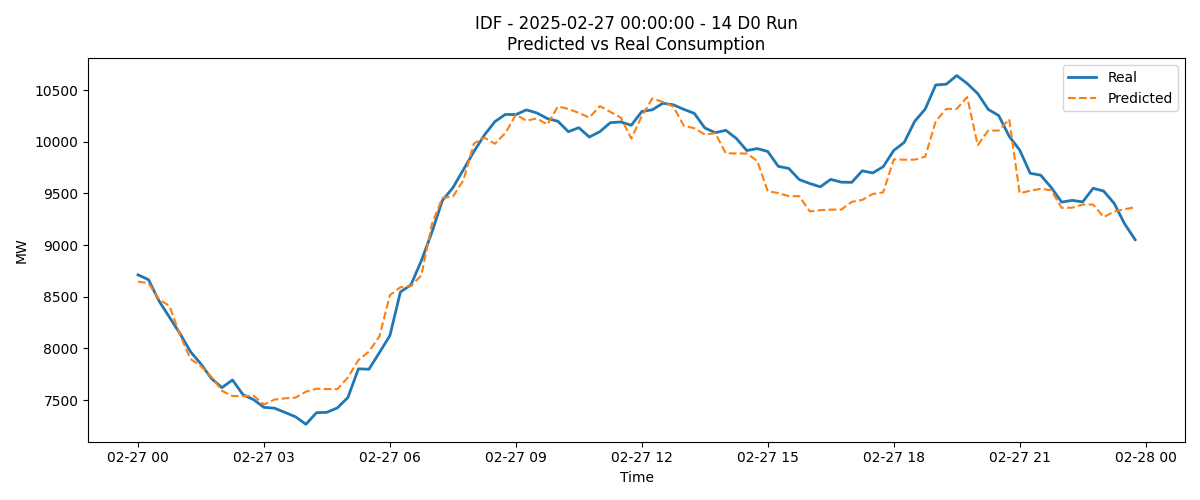 IDF - 2025-02-27 00:00:00 - 14 D0 Run
Predicted vs Real Consumption
Real
Predicted
MW
10500
10000
9500
9000
8500
8000
7500
02-27 00
02-27 03
02-27 06
02-27 09
02-27 12
02-27 15
02-27 18
02-27 21
02-28 00
Time